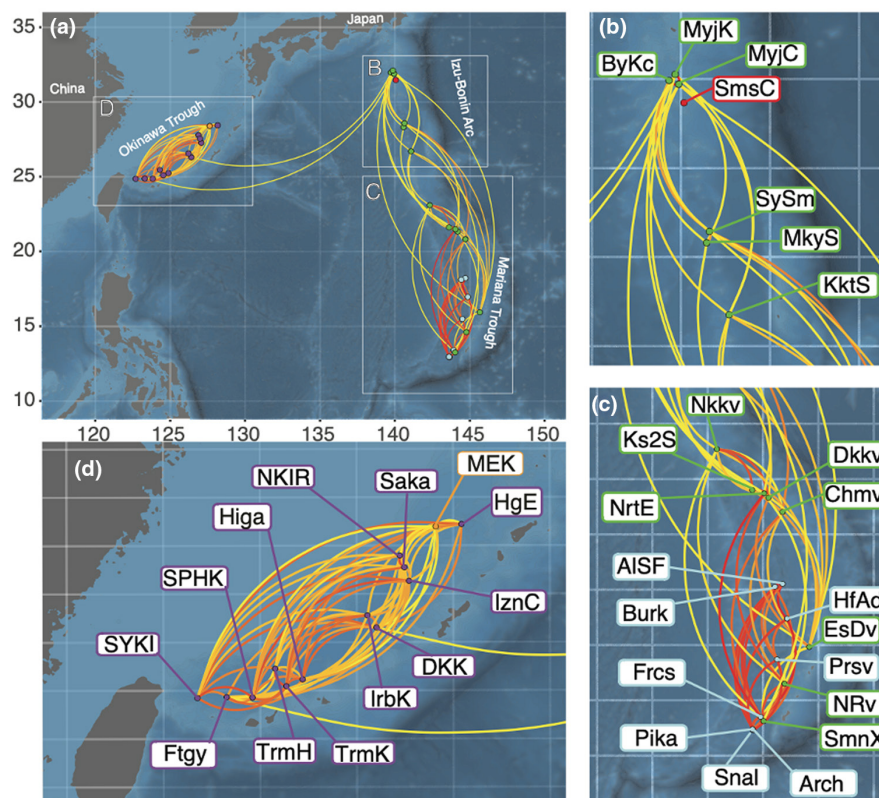 (a)
Japan
China
B
D
C
Okinawa Trough
Izu-Bonin Arc
Mariana Trough
35
30
25
20
15
10
120
125
130
135
140
145
150
(b)
MyjK
ByKc
MyjC
SmsC
SySm
MkyS
KktS
(c)
Nkkv
Ks2S
Dkkv
NrtE
Chmv
AlSF
Burk
HfAd
EsDv
Frcs
Prsv
NRv
Pika
SmnX
Snal
Arch
(d)
NKIR
Saka
MEK
HgE
Higa
SPHK
IznC
SYKI
DKK
IrbK
Ftgy
TrmH
TrmK